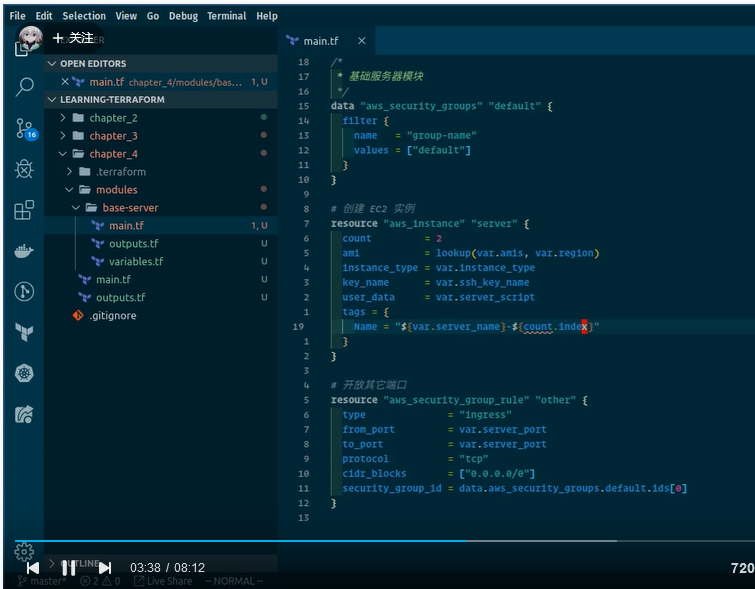 File Edit Selection View Go Debug Terminal Help
关注
main.tf
OPEN EDITORS
main.tf chapter_4/modules/bas... 1, U
LEARNING-TERRAFORM
chapter_2
chapter_3
chapter_4
.terraform
modules
base-server
main.tf 1, U
outputs.tf U
variables.tf U
main.tf U
outputs.tf U
.gitignore
16
18 /*
17 * 基础服务器模块
16 */
15 data "aws_security_groups" "default" {
14 filter {
13 name = "group-name"
12 values = ["default"]
11 }
10 }
9
8 # 创建 EC2 实例
7 resource "aws_instance" "server" {
6 count = 2
5 ami = lookup(var.amis, var.region)
4 instance_type = var.instance_type
3 key_name = var.ssh_key_name
2 user_data = var.server_script
1 tags = {
19 Name = "${var.server_name}-${count.index}"
1 }
2 }
3
4 # 开放其它端口
5 resource "aws_security_group_rule" "other" {
6 type = "ingress"
7 from_port = var.server_port
8 to_port = var.server_port
9 protocol = "tcp"
10 cidr_blocks = ["0.0.0.0/0"]
11 security_group_id = data.aws_security_groups.default.ids[0]
12 }
13
OUTLINE
03:38 / 08:12
720
master* 2 0 Live Share -- NORMAL --